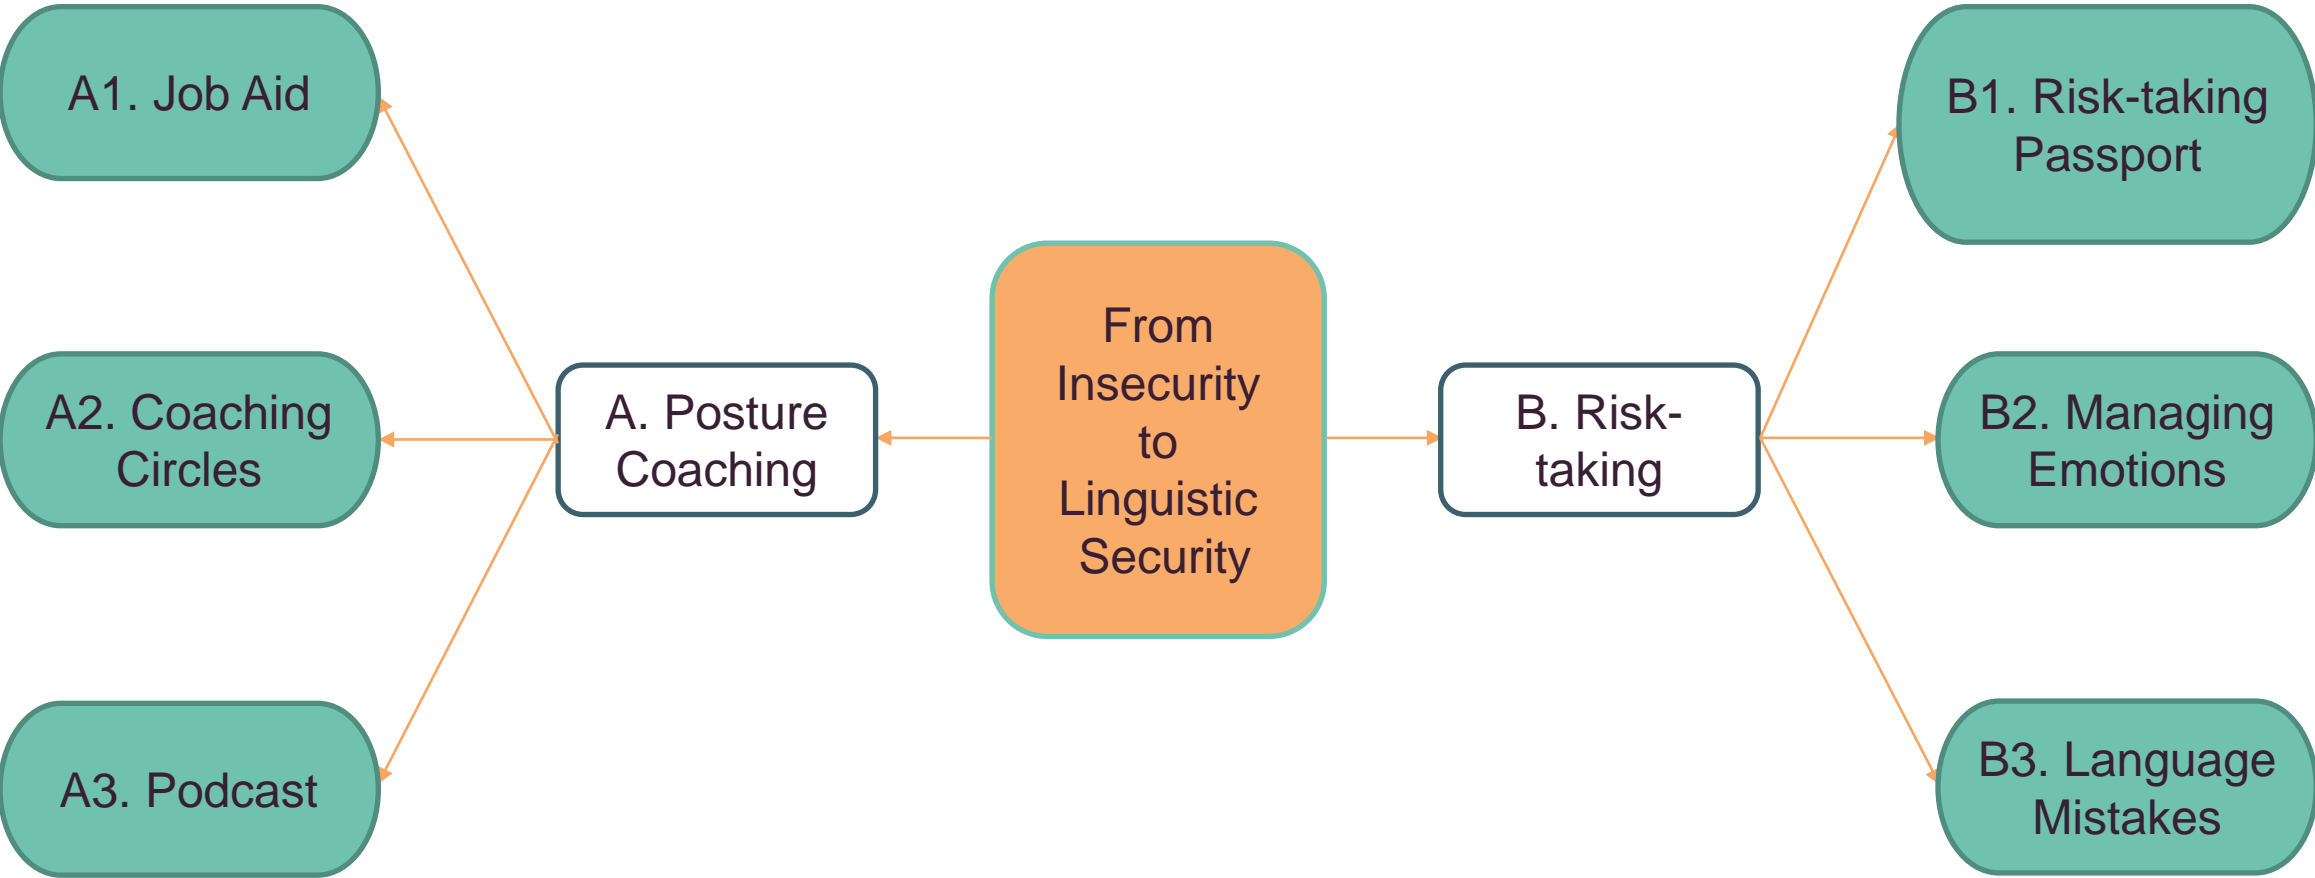 From
Insecurity
to
Linguistic
Security
A. Posture
Coaching
A1. Job Aid
A2. Coaching
Circles
A3. Podcast
B. Risk-
taking
B1. Risk-taking
Passport
B2. Managing
Emotions
B3. Language
Mistakes